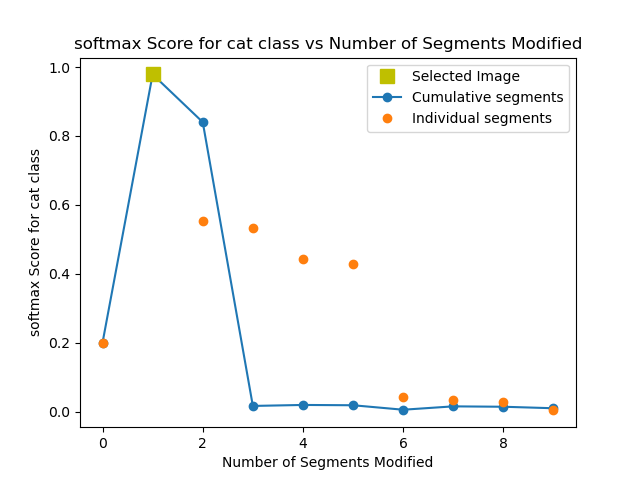 softmax Score for cat class vs Number of Segments Modified
Selected Image
Cumulative segments
Individual segments
softmax Score for cat class
1.0
0.8
0.6
0.4
0.2
0.0
0 2 4 6 8
Number of Segments Modified